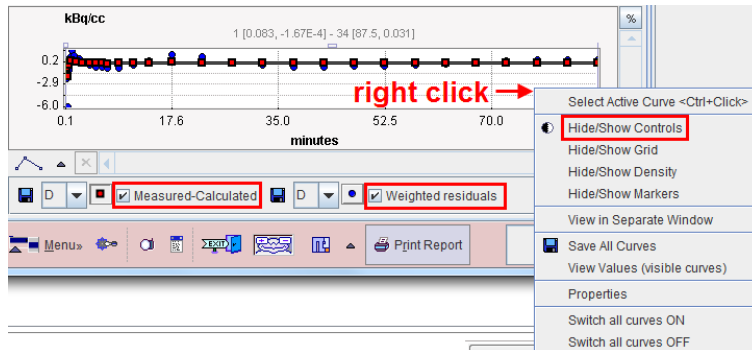 kBq/cc
1 [0.083, -1.67E-4] - 34 [87.5, 0.031]
%
0.2
-2.9
-6.0
0.1 17.6 35.0 52.5 70.0
minutes
right click
Select Active Curve <Ctrl+Click>
Hide/Show Controls
Hide/Show Grid
Hide/Show Density
Hide/Show Markers
View in Separate Window
Save All Curves
View Values (visible curves)
Properties
Switch all curves ON
Switch all curves OFF
D Measured-Calculated D Weighted residuals
Menu» EXIT Print Report